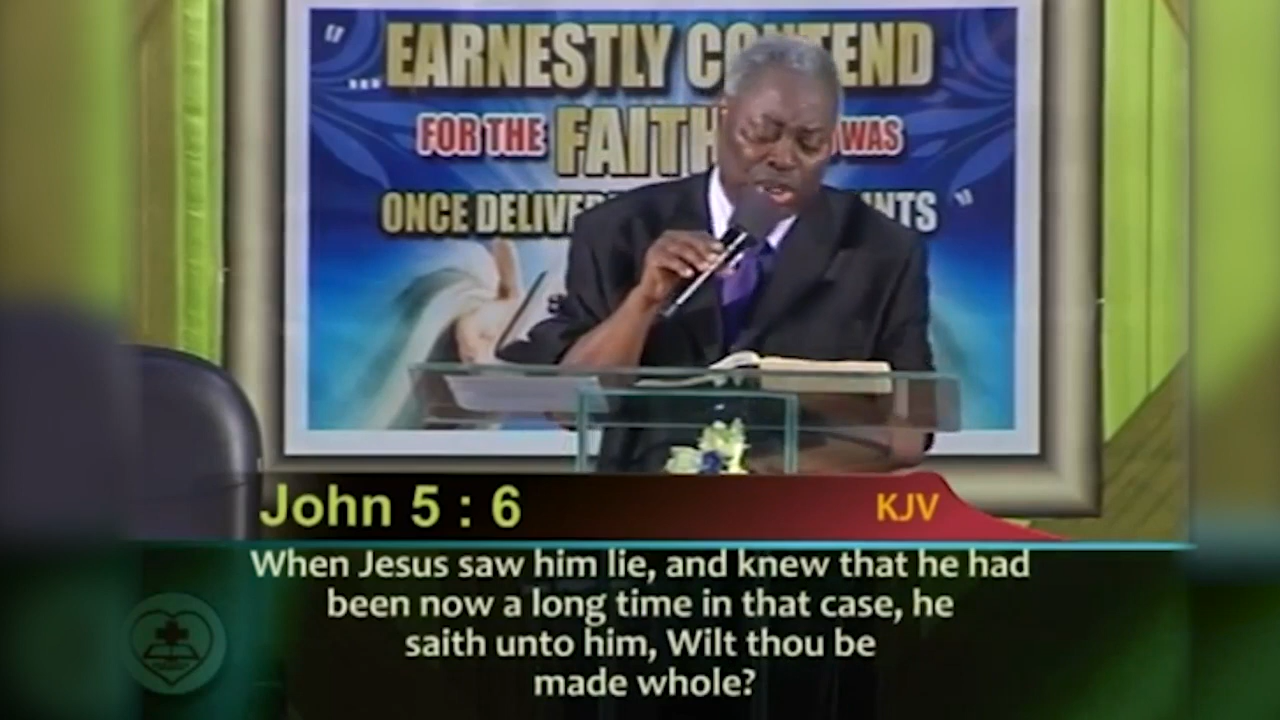 "
...EARNESTLY CO END
FOR THE FAITH WAS
ONCE DELIVER NTS "
John 5 : 6
KJV
When Jesus saw him lie, and knew that he had
been now a long time in that case, he
saith unto him, Wilt thou be
made whole?